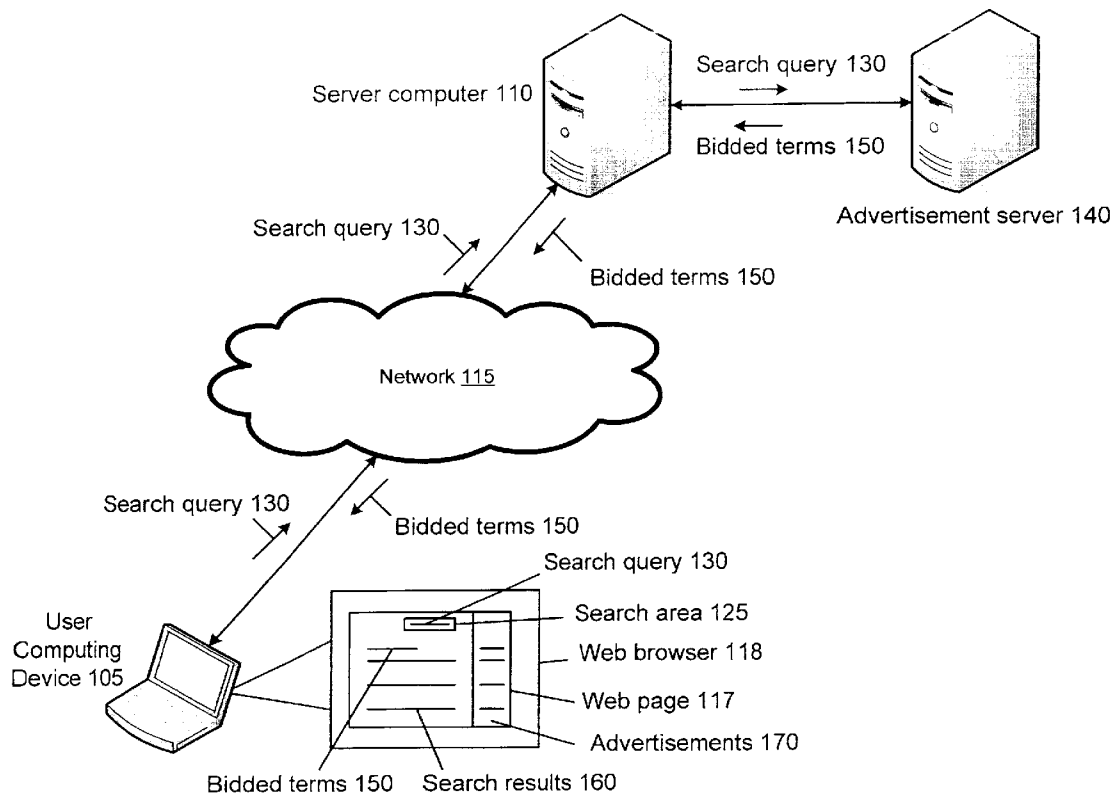 Search query 130
Server computer 110
Bidded terms 150
Advertisement server 140
Search query 130
Bidded terms 150
Network 115
Search query 130
Bidded terms 150
Search query 130
Search area 125
User
Computing
Device 105
Web browser 118
Web page 117
Advertisements 170
Bidded terms 150
Search results 160